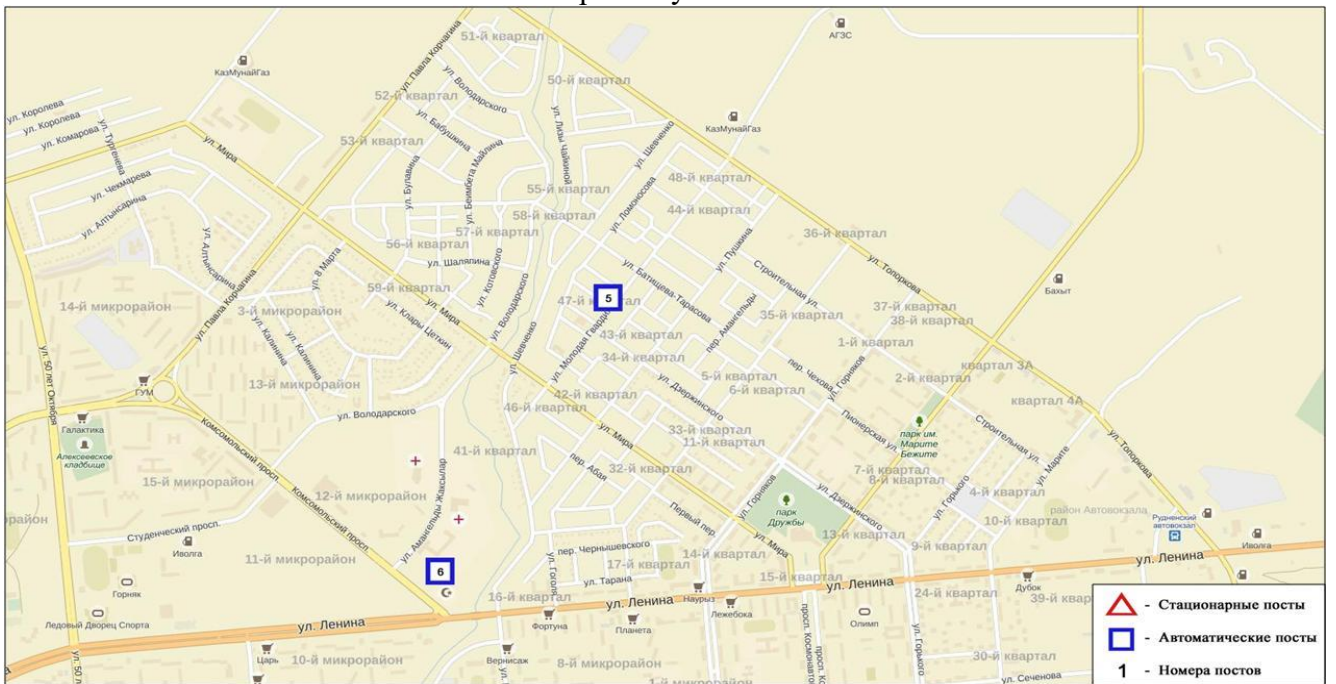 51-й квартал
ул. Павла Корчагина
АГЗС
КазМунайГаз
ул. Володарского
50-й квартал
52-й квартал
ул. Королева
ул. Королева
ул. Комарова
ул. Тургенева
ул. Мира
53-й квартал
ул. Бабушкина
ул. Лизы Чайкиной
ул. Шевченко
КазМунайГаз
ул. Чекмарева
ул. Булавина
ул. Беимбета Майлина
55-й квартал
48-й квартал
ул. Ломоносова
44-й квартал
ул. Алтынсарина
58-й квартал
57-й квартал
56-й квартал
36-й квартал
ул. Топоркова
ул. Алтынсарина
ул. 8 Марта
ул. Шаляпина
ул. Котовского
ул. Батищева-Тарасова
ул. Пушкина
Строительная ул.
Бахыт
59-й квартал
47-й квартал
5
14-й микрорайон
3-й микрорайон
ул. Павла Корчагина
ул. Клары Цеткин
ул. Мира
ул. Володарского
ул. Шевченко
ул. Молодая Гвардия
43-й квартал
пер. Амангельды
35-й квартал
37-й квартал
38-й квартал
1-й квартал
ул. Калинина
ул. Калинина
34-й квартал
5-й квартал
6-й квартал
пер. Чехова
ул. Горняков
2-й квартал
квартал 3А
ул. 50 лет Октября
ГУМ
13-й микрорайон
42-й квартал
46-й квартал
ул. Дзержинского
квартал 4А
ул. Володарского
Галактика
Алексеевское
кладбище
Комсомольский просп.
41-й квартал
ул. Мира
33-й квартал
11-й квартал
Пионерская ул.
парк им.
Марите
Бежите
Строительная ул.
ул. Марите
ул. Топоркова
15-й микрорайон
12-й микрорайон
Комсомольский просп.
ул. Амангельды Жаксылар
пер. Абая
32-й квартал
7-й квартал
8-й квартал
ул. Горького
4-й квартал
ул. Горняков
парк
Дружбы
ул. Дзержинского
10-й квартал
район Автовокзала
Рудненский
автовокзал
Иволга
Студенческий просп.
Иволга
11-й микрорайон
Первый пер.
ул. Мира
13-й квартал
9-й квартал
пер. Чернышевского
17-й квартал
14-й квартал
ул. Ленина
6
ул. Гоголя
ул. Тарана
15-й квартал
ул. Ленина
Горняк
16-й квартал
ул. Ленина
Наурыз
Лежебока
Дубок
24-й квартал
Ледовый Дворец Спорта
ул. Ленина
Фортуна
Планета
Олимп
Царь
10-й микрорайон
Вернисаж
8-й микрорайон
ул. Горького
30-й квартал
ул. Сеченова
- Стационарные посты
- Автоматические посты
1 - Номера постов